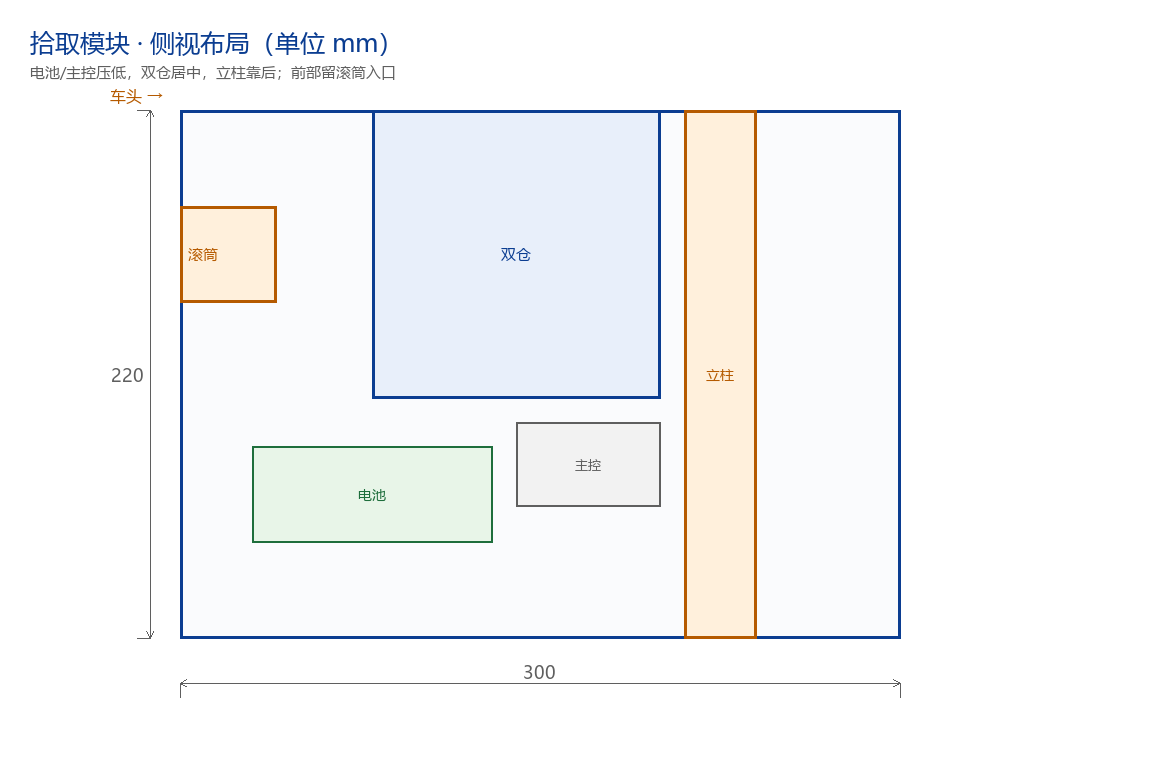 拾取模块 · 侧视布局（单位 mm）
电池/主控压低，双仓居中，立柱靠后；前部留滚筒入口
车头 →
滚筒
双仓
220
立柱
主控
电池
300